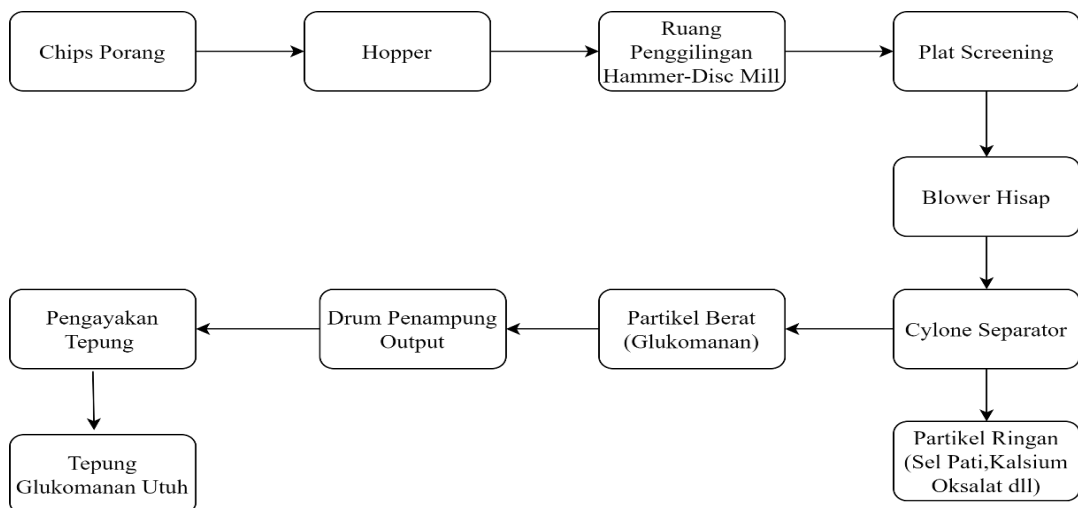 Chips Porang
Hopper
Ruang
Penggilingan
Hammer-Disc Mill
Plat Screening
Blower Hisap
Cylone Separator
Partikel Berat
(Glukomanan)
Drum Penampung
Output
Pengayakan
Tepung
Tepung
Glukomanan Utuh
Partikel Ringan
(Sel Pati,Kalsium
Oksalat dll)